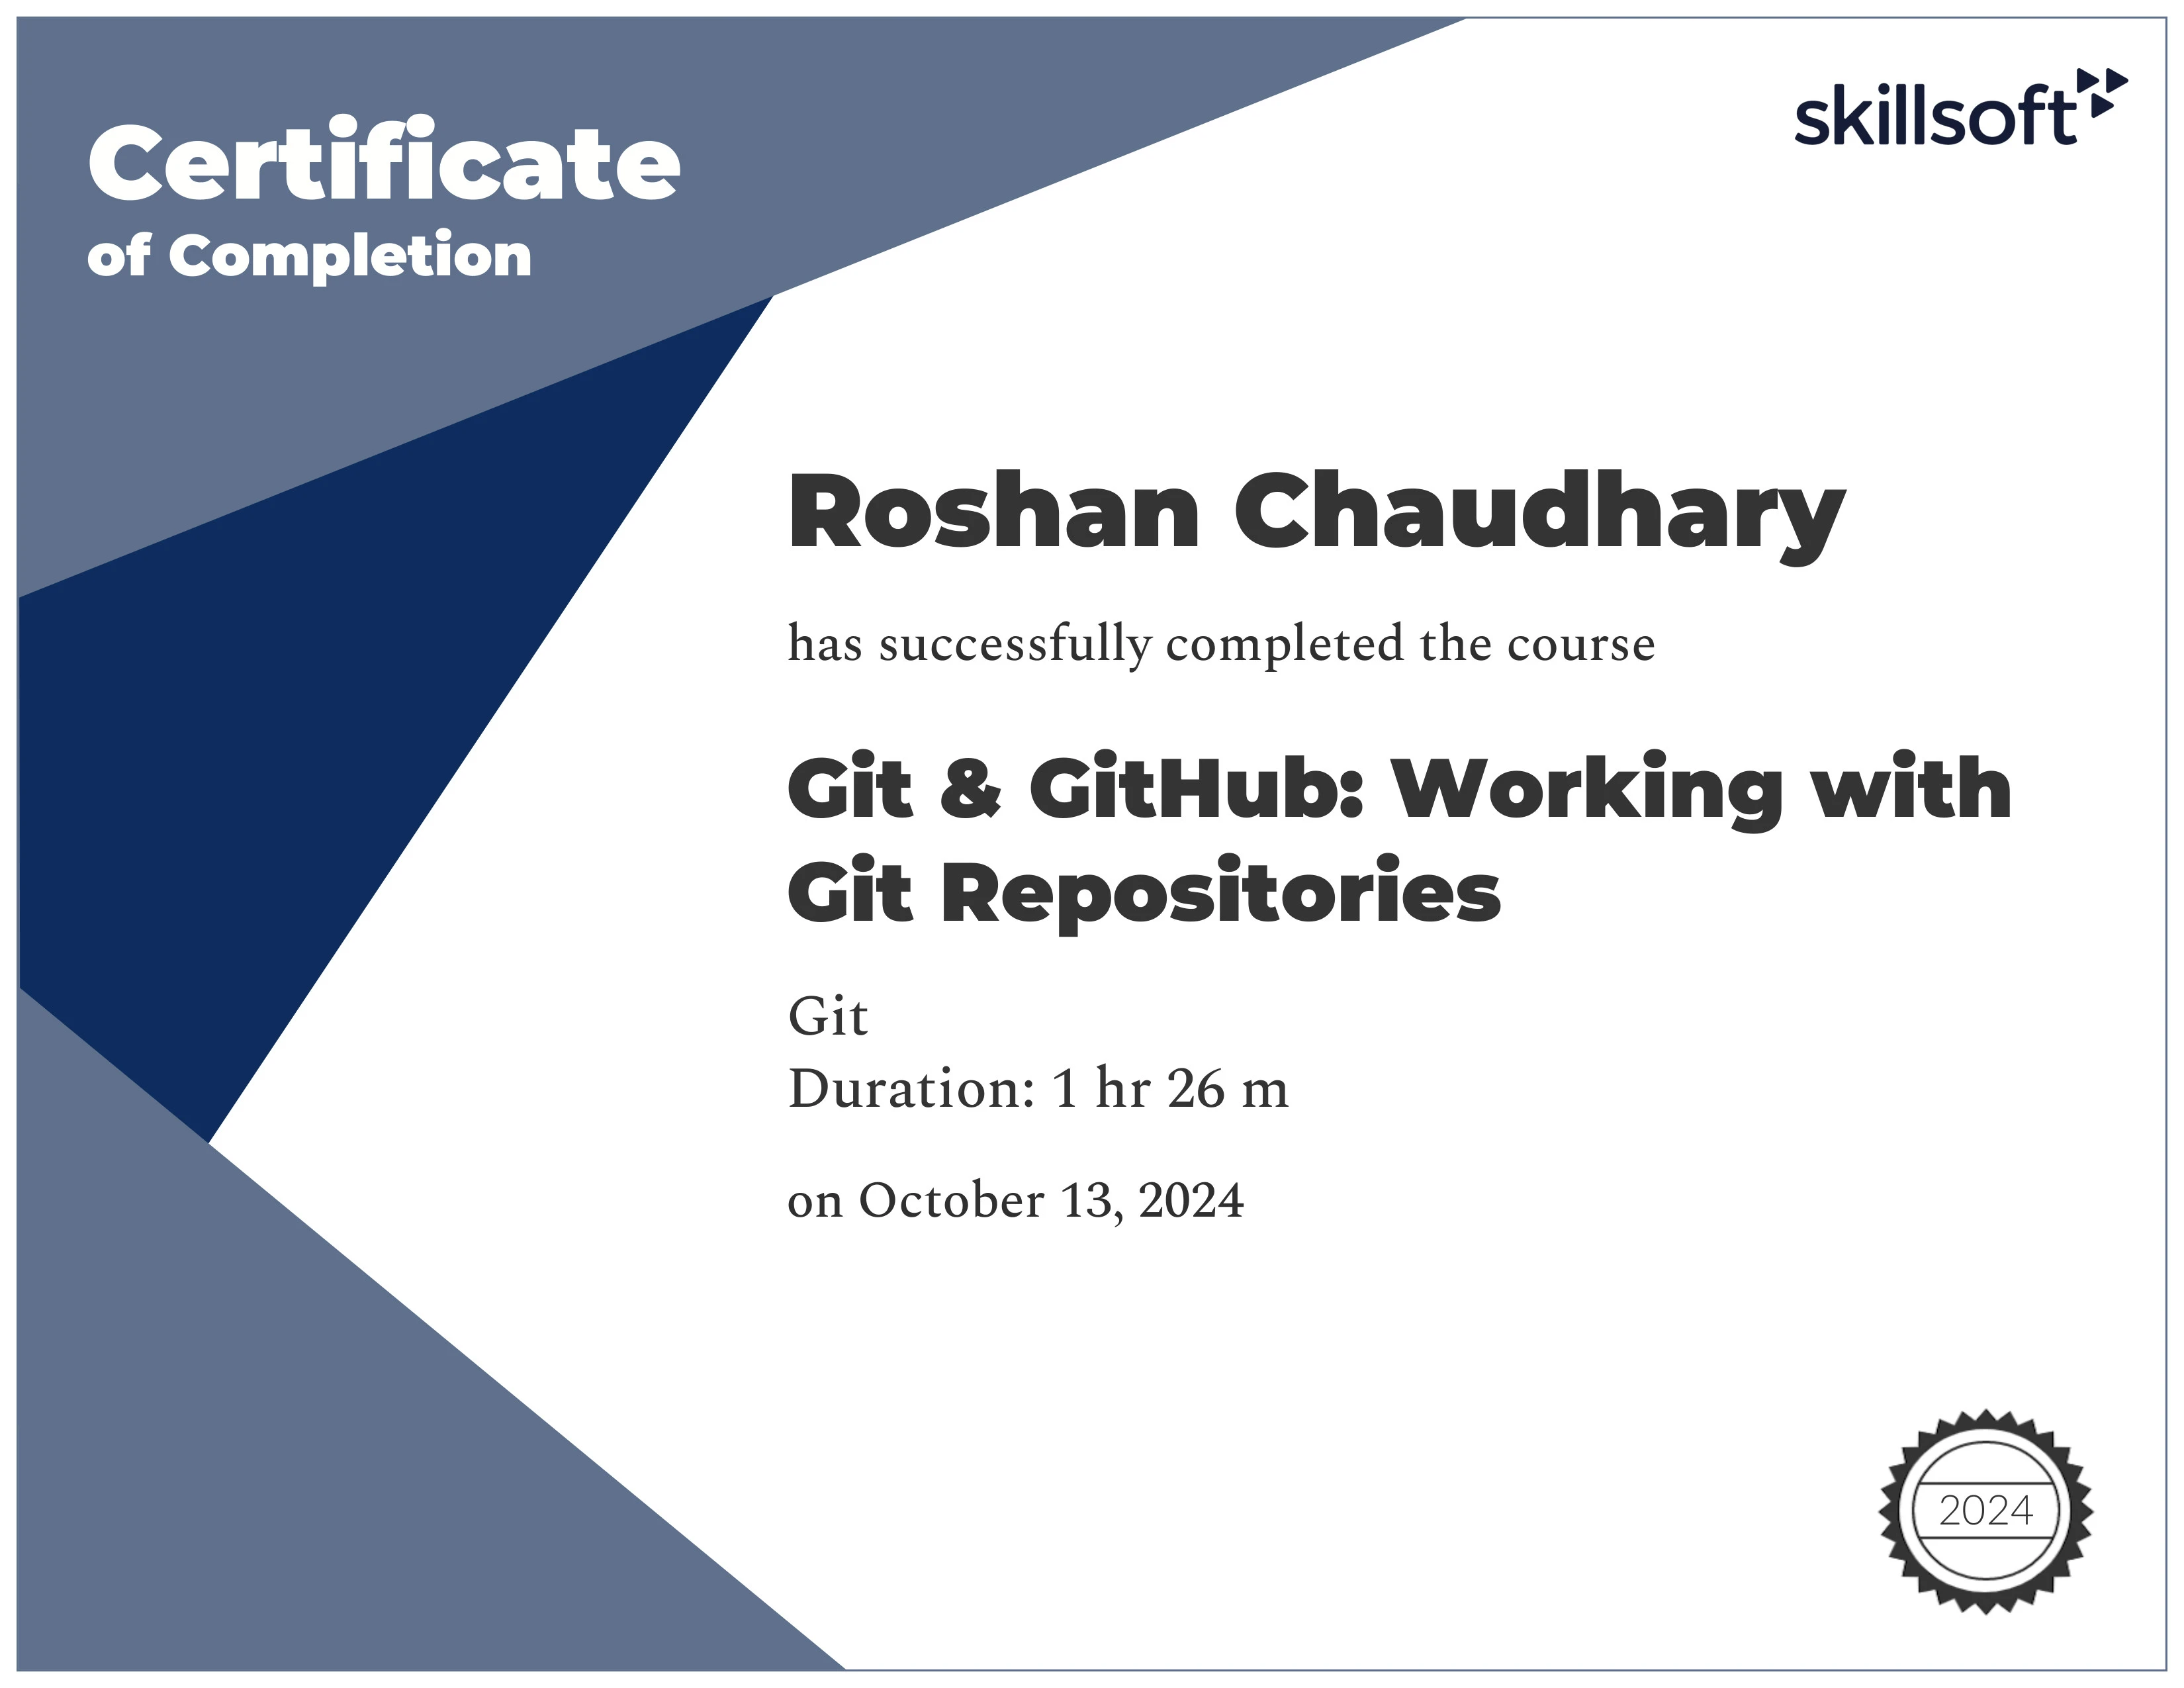 Certificate
of Completion
skillsoft
Roshan Chaudhary
has successfully completed the course
Git & GitHub: Working with
Git Repositories
Git
Duration: 1 hr 26 m
on October 13, 2024
2024